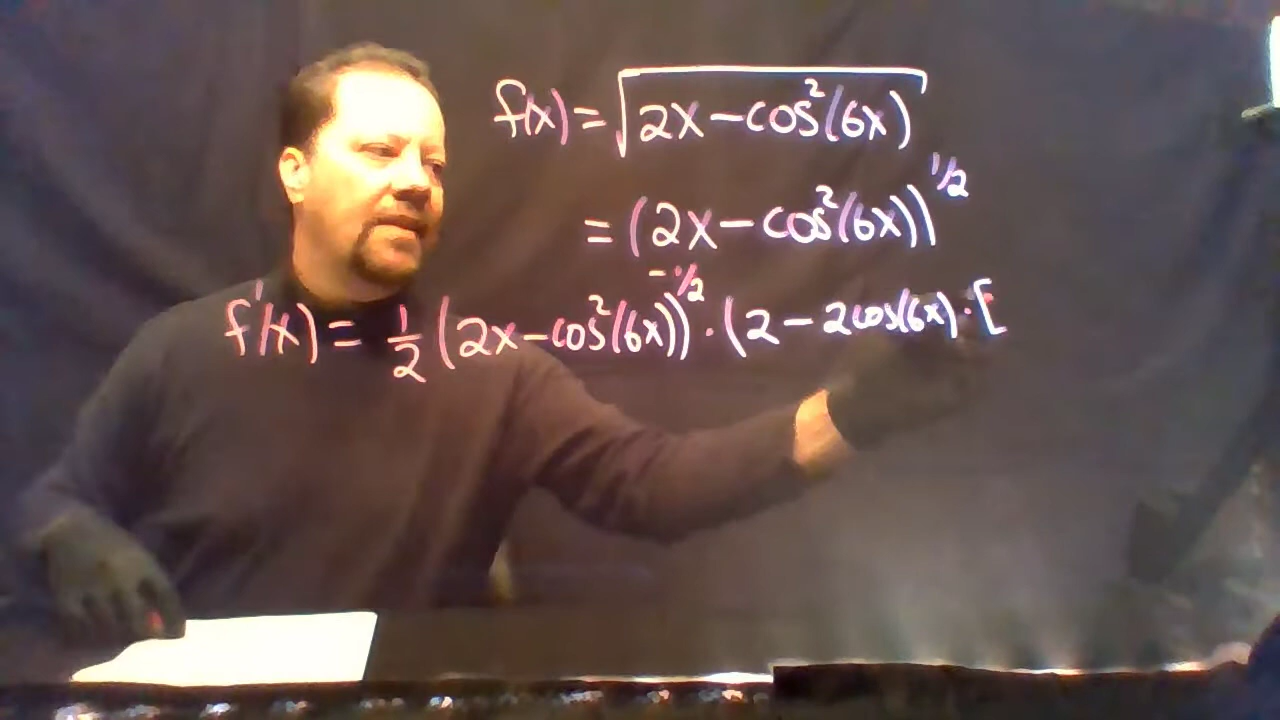 f(x) = √2x − cos²(6x)
= (2x − cos²(6x))^1/2
f'(x) = 1/2 (2x − cos²(6x))^-1/2 · (2 − 2cos(6x) · [